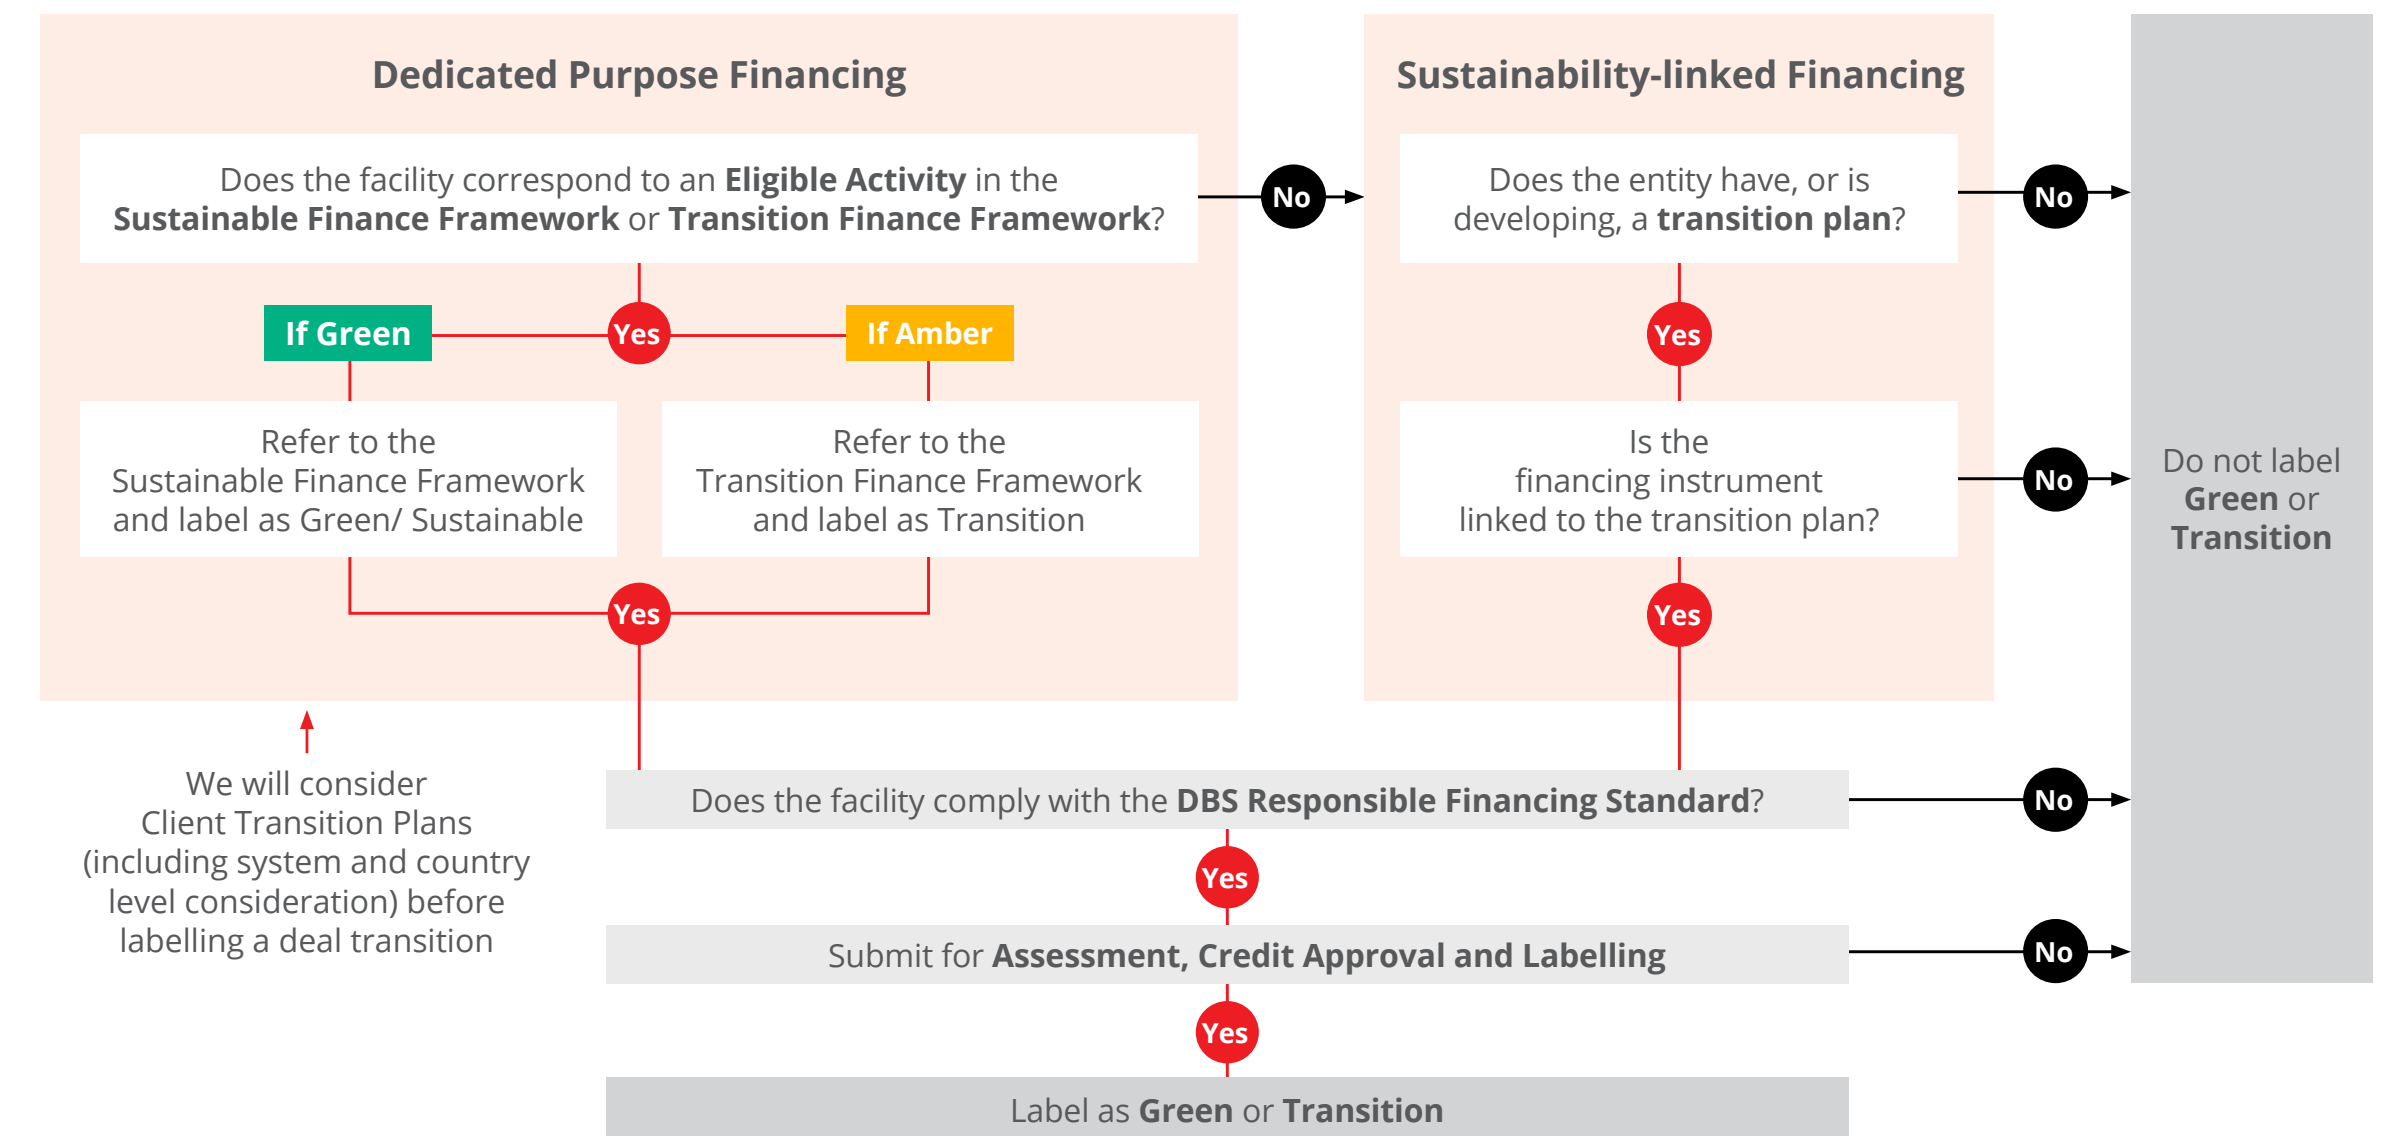 Dedicated Purpose Financing
Does the facility correspond to an Eligible Activity in the
Sustainable Finance Framework or Transition Finance Framework?
No
If Green
Yes
If Amber
Refer to the
Sustainable Finance Framework
and label as Green/ Sustainable
Refer to the
Transition Finance Framework
and label as Transition
Yes
Sustainability-linked Financing
Does the entity have, or is
developing, a transition plan?
No
Yes
Is the
financing instrument
linked to the transition plan?
No
Yes
Do not label
Green or
Transition
We will consider
Client Transition Plans
(including system and country
level consideration) before
labelling a deal transition
Does the facility comply with the DBS Responsible Financing Standard?
No
Yes
Submit for Assessment, Credit Approval and Labelling
No
Yes
Label as Green or Transition